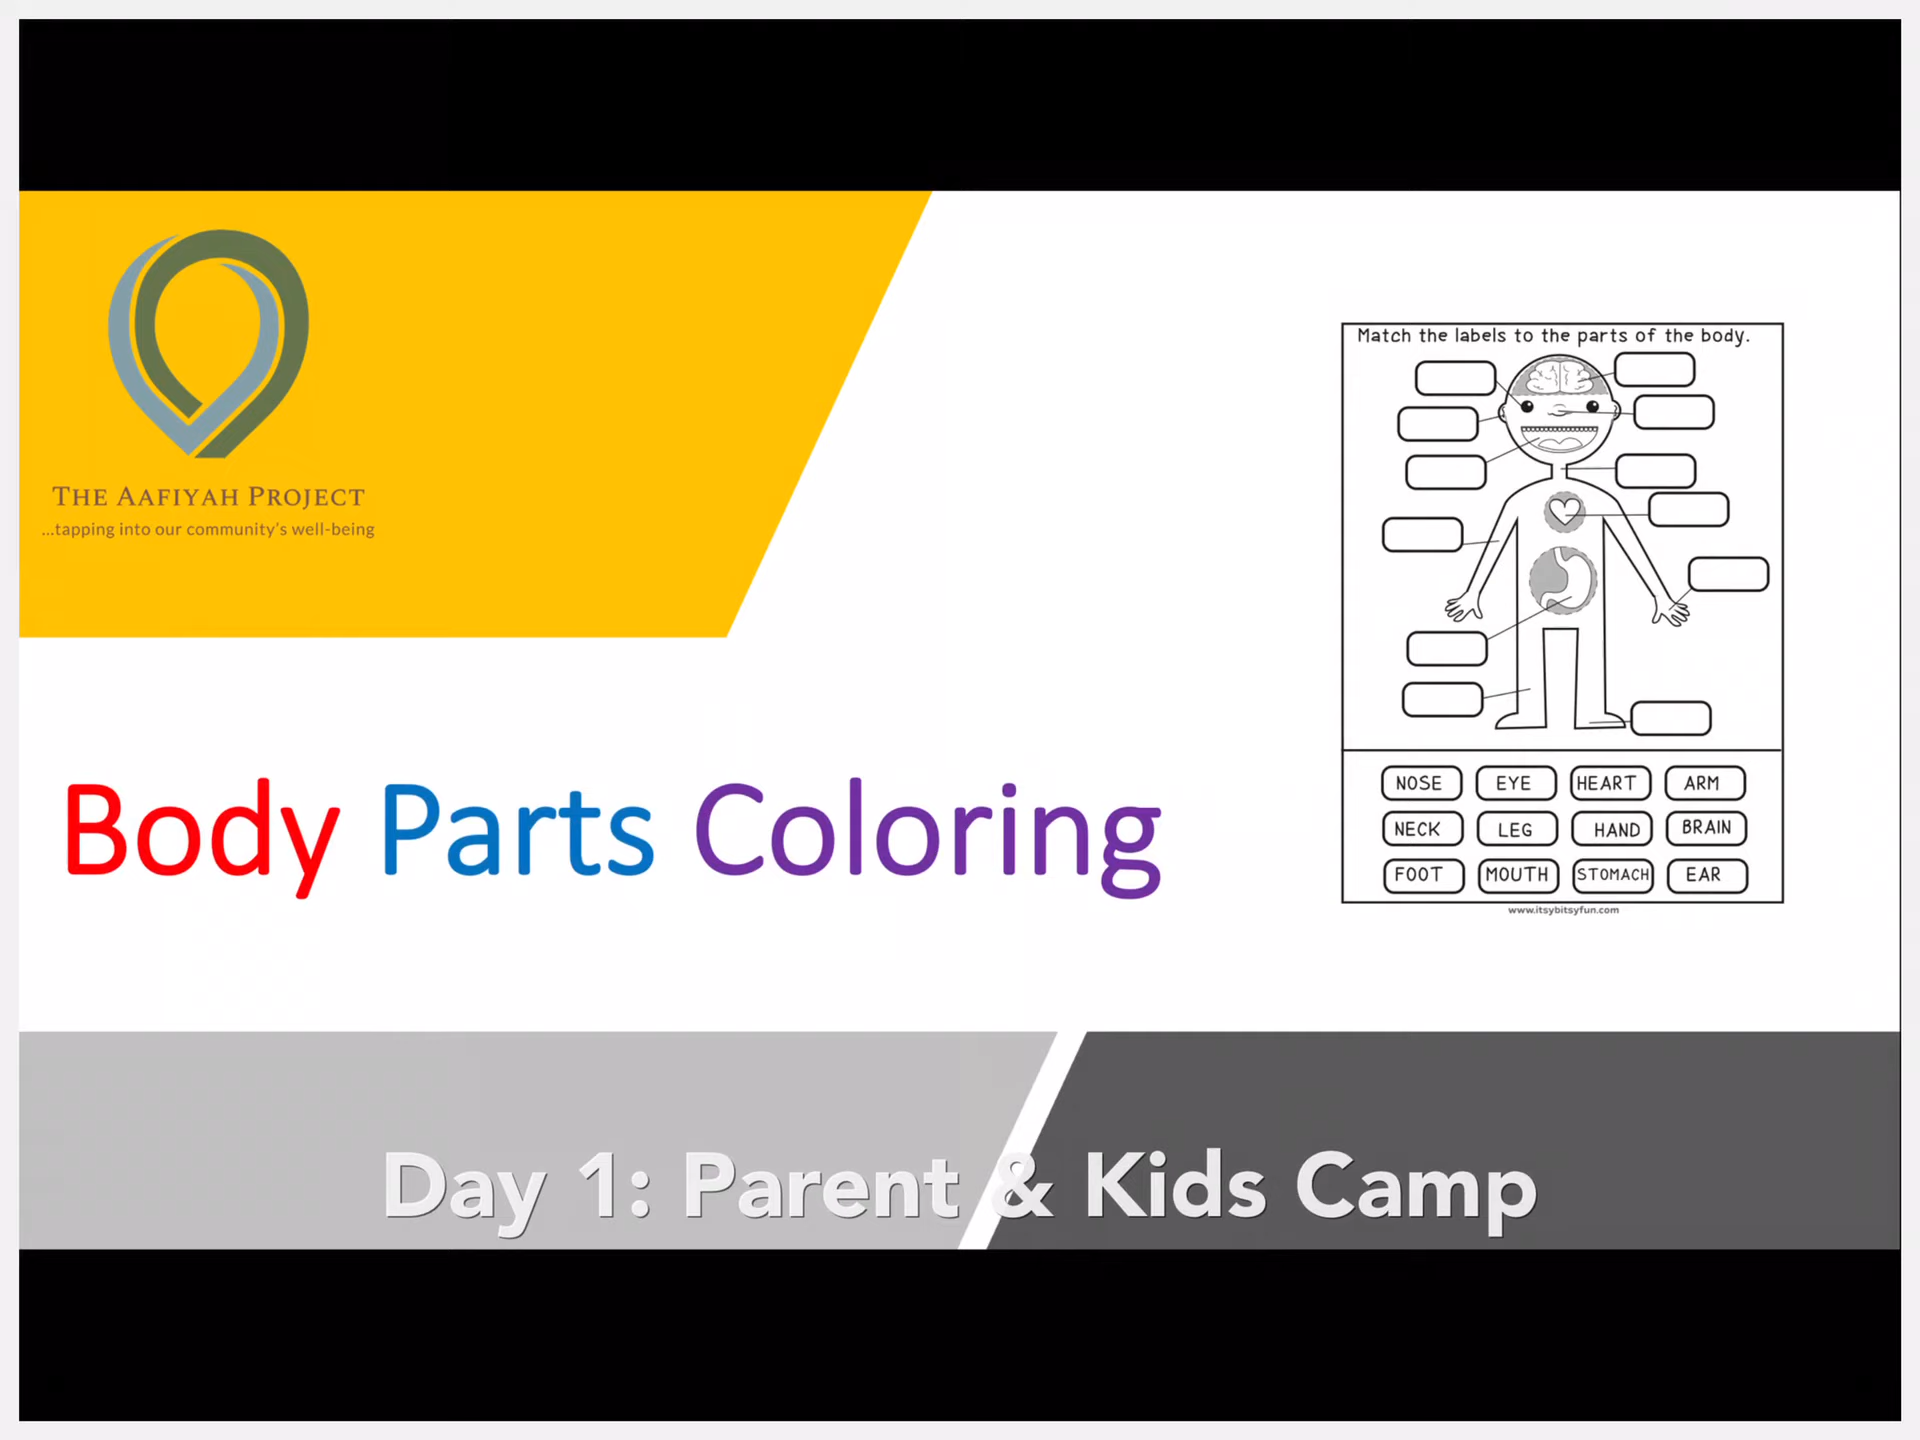 THE AAFIYAH PROJECT
...tapping into our community's well-being
Match the labels to the parts of the body.
NOSE EYE HEART ARM
NECK LEG HAND BRAIN
FOOT MOUTH STOMACH EAR
www.itsybitsyfun.com
Body Parts Coloring
Day 1: Parent & Kids Camp